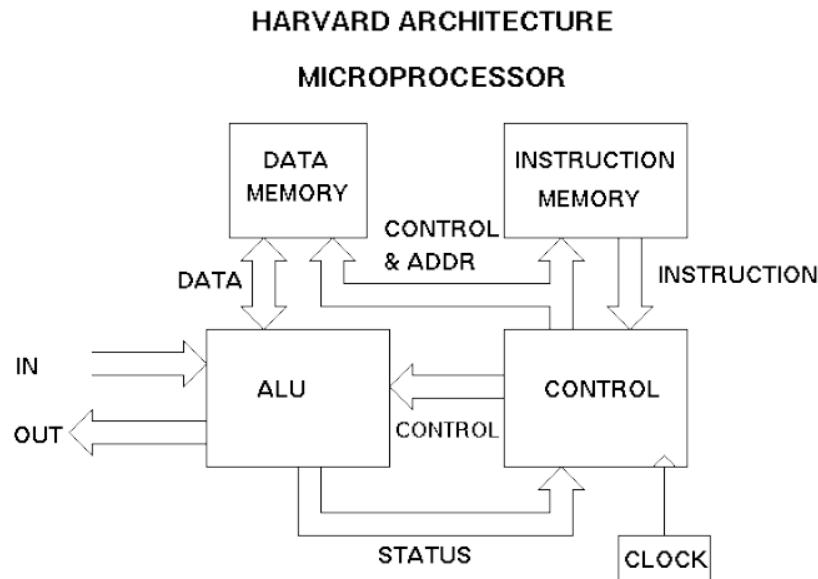 HARVARD ARCHITECTURE
MICROPROCESSOR
DATA
MEMORY
INSTRUCTION
MEMORY
CONTROL
& ADDR
DATA
INSTRUCTION
IN
OUT
ALU
CONTROL
CONTROL
STATUS
CLOCK